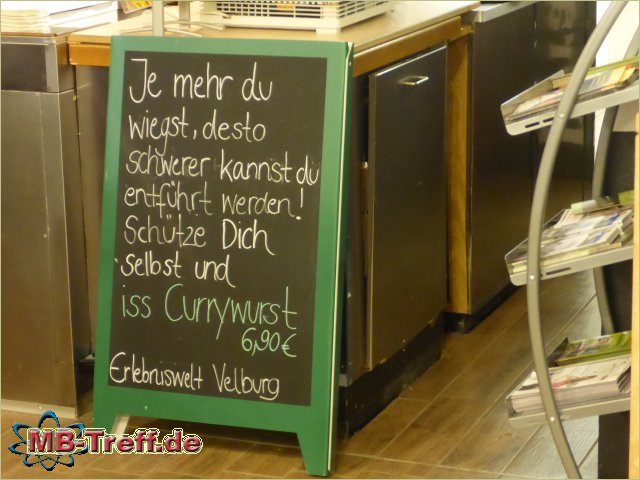 Je mehr du
wiegst, desto
schwerer kannst du
entführt werden!
Schütze Dich
selbst und
iss Currywurst
6,90€
Erlebniswelt Velburg
MB-Treff.de